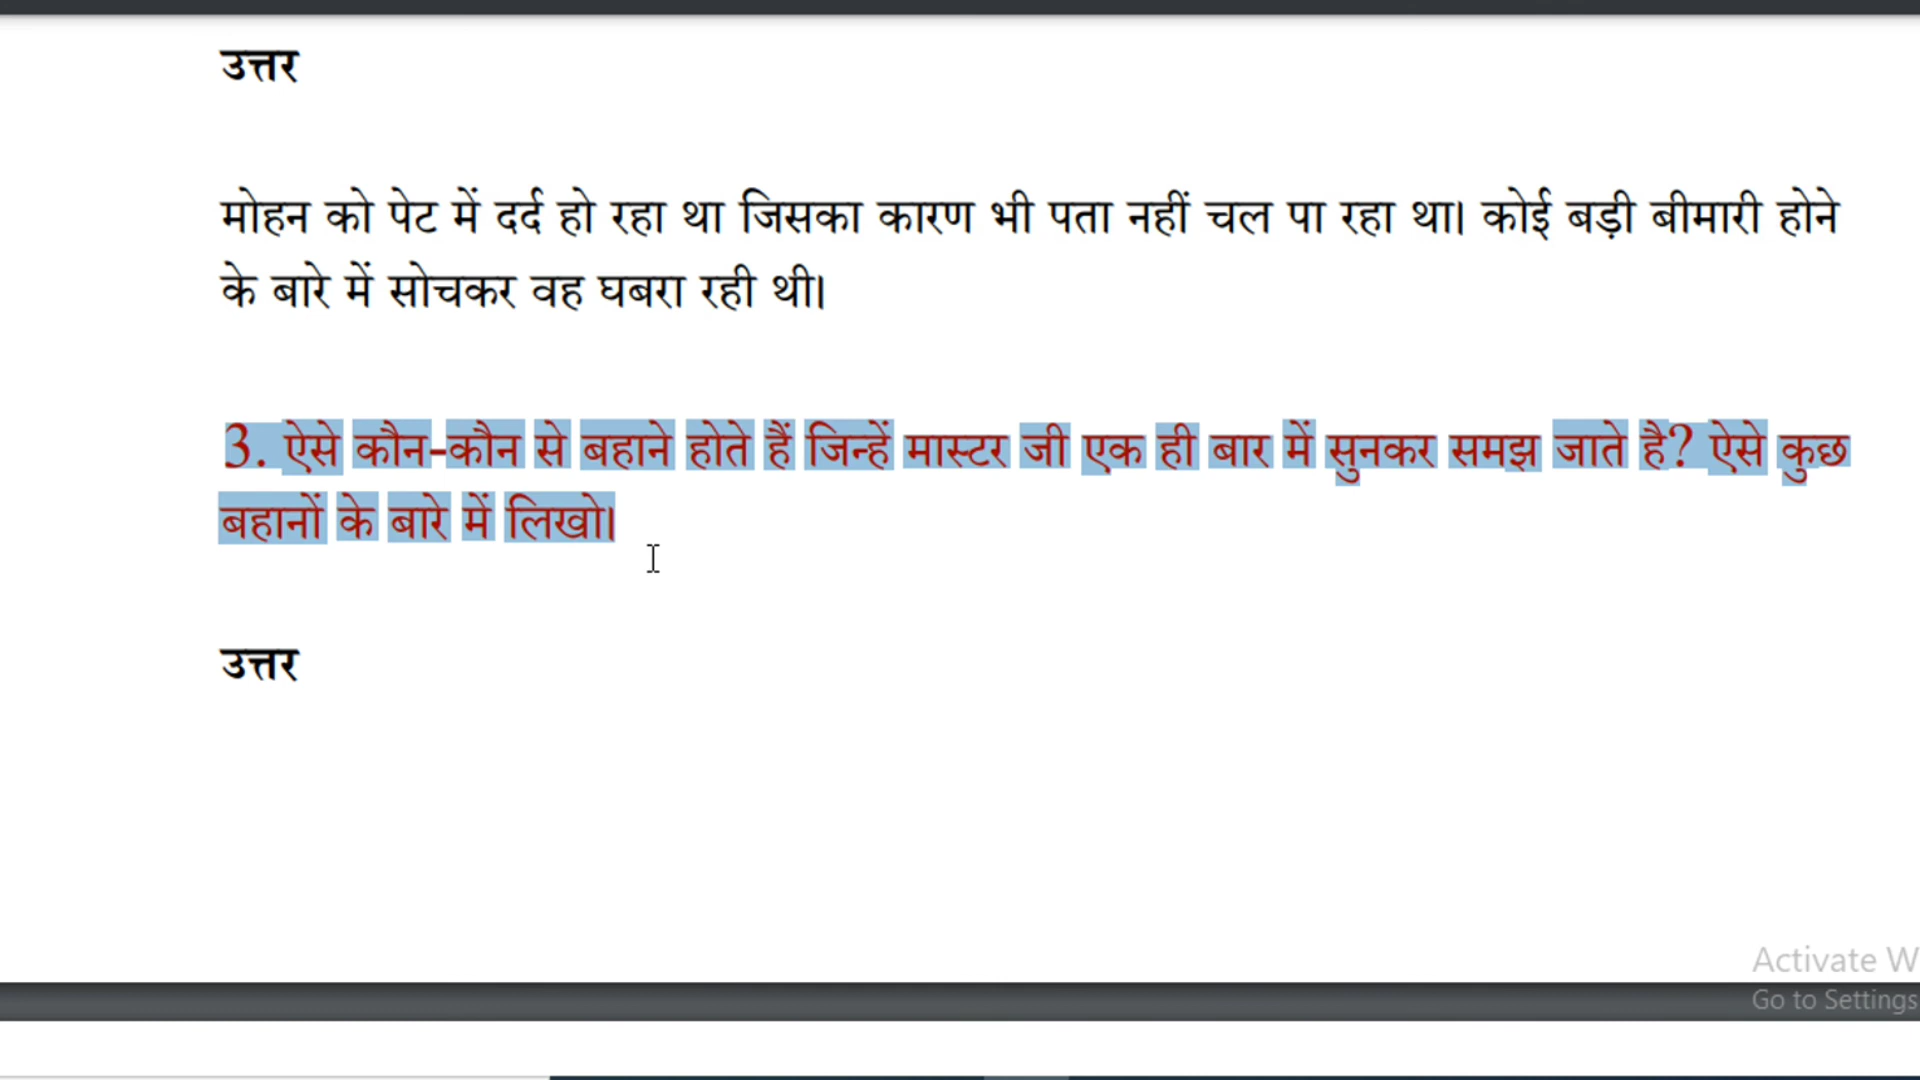 उत्तर
मोहन को पेट में दर्द हो रहा था जिसका कारण भी पता नहीं चल पा रहा था। कोई बड़ी बीमारी होने
के बारे में सोचकर वह घबरा रही थी।
3. ऐसे कौन-कौन से बहाने होते हैं जिन्हें मास्टर जी एक ही बार में सुनकर समझ जाते है? ऐसे कुछ
बहानों के बारे में लिखो।
उत्तर
Activate W
Go to Settings